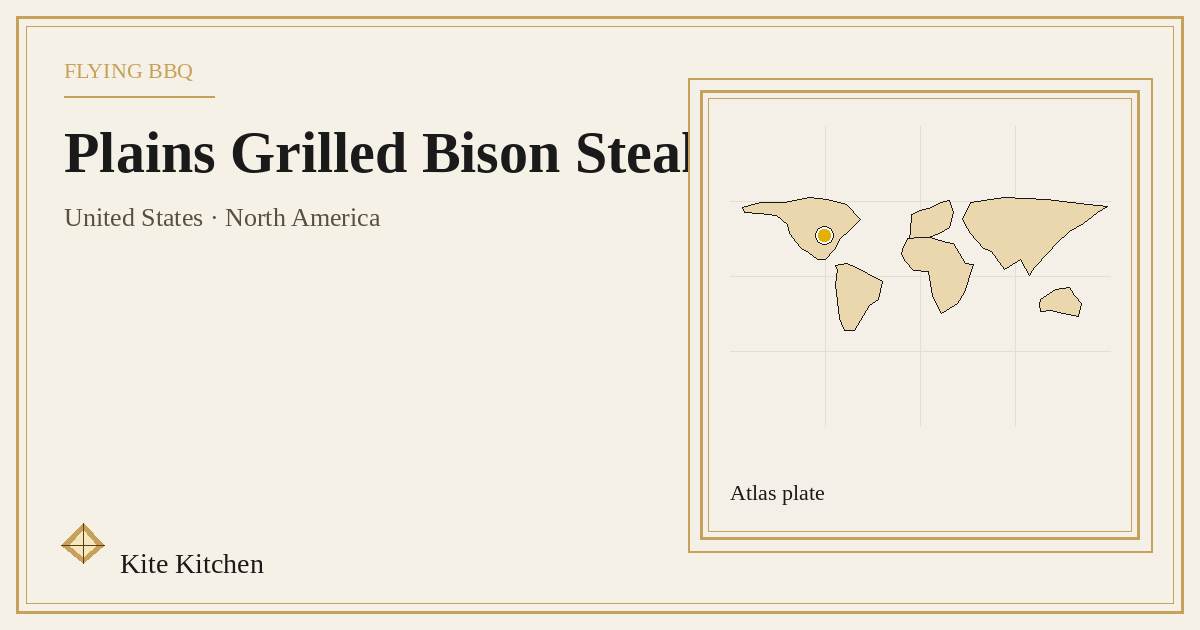 FLYING BBQ
Plains Grilled Bison
United States · North America
Atlas plate
Kite Kitchen